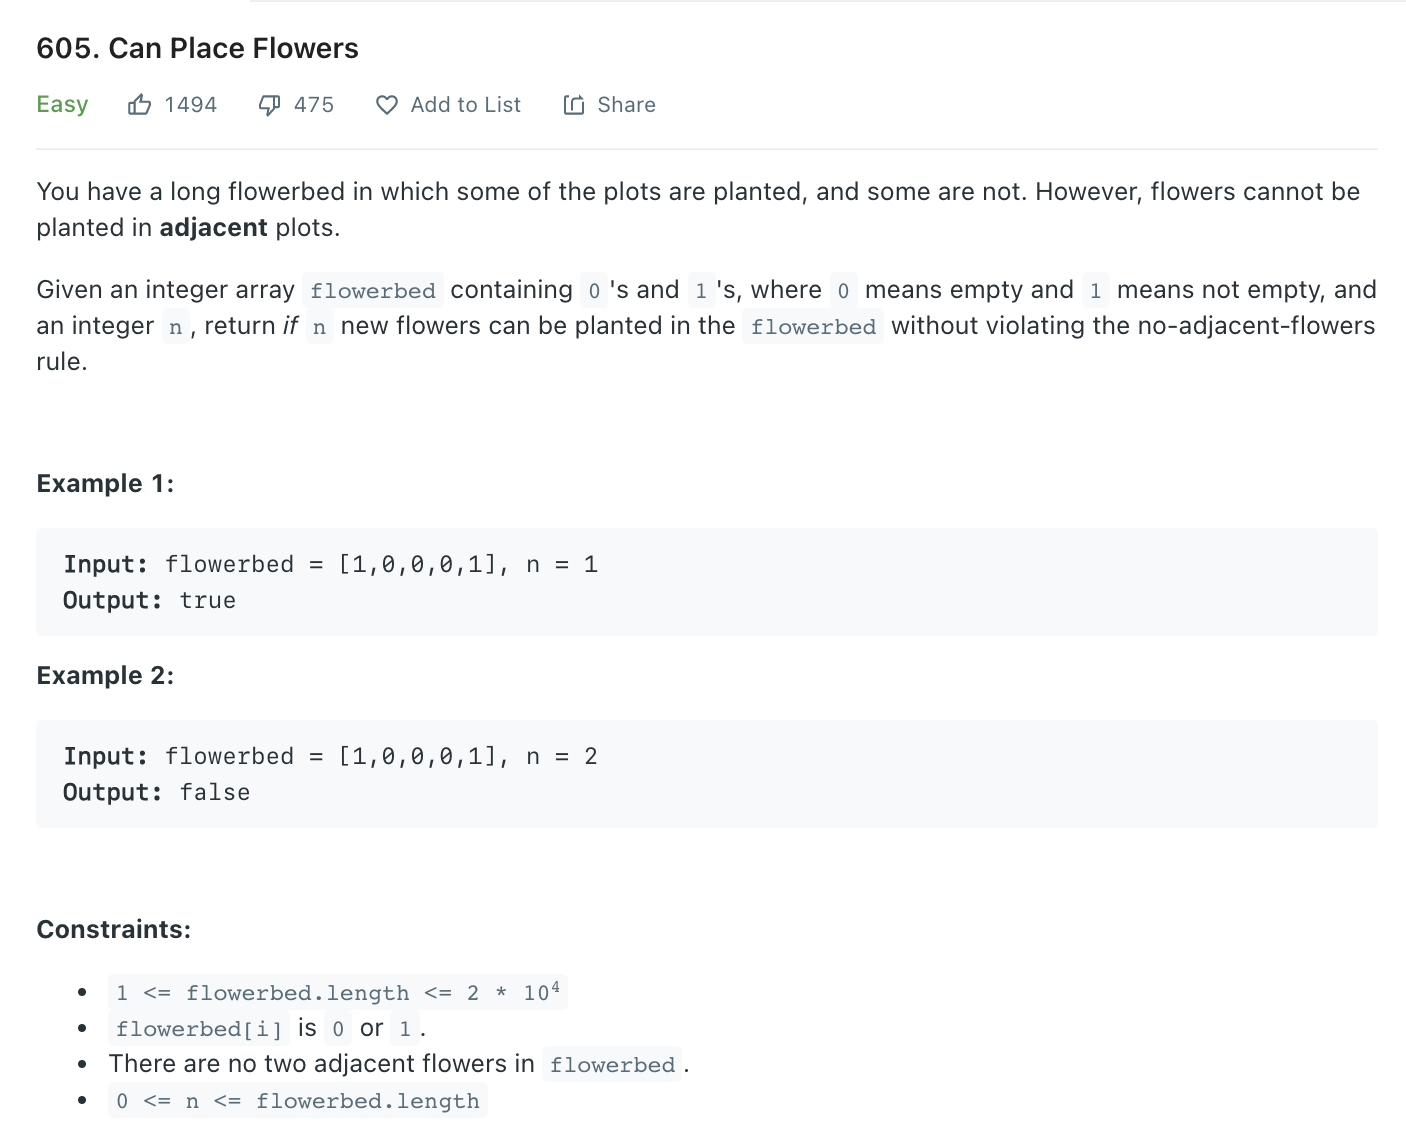 605. Can Place Flowers
Easy 1494 475 Add to List Share
You have a long flowerbed in which some of the plots are planted, and some are not. However, flowers cannot be
planted in adjacent plots.
Given an integer array flowerbed containing 0 's and 1 's, where 0 means empty and 1 means not empty, and
an integer n , return if n new flowers can be planted in the flowerbed without violating the no-adjacent-flowers
rule.
Example 1:
Input: flowerbed = [1,0,0,0,1], n = 1
Output: true
Example 2:
Input: flowerbed = [1,0,0,0,1], n = 2
Output: false
Constraints:
• 1 <= flowerbed.length <= 2 * 10⁴
• flowerbed[i] is 0 or 1 .
• There are no two adjacent flowers in flowerbed .
• 0 <= n <= flowerbed.length